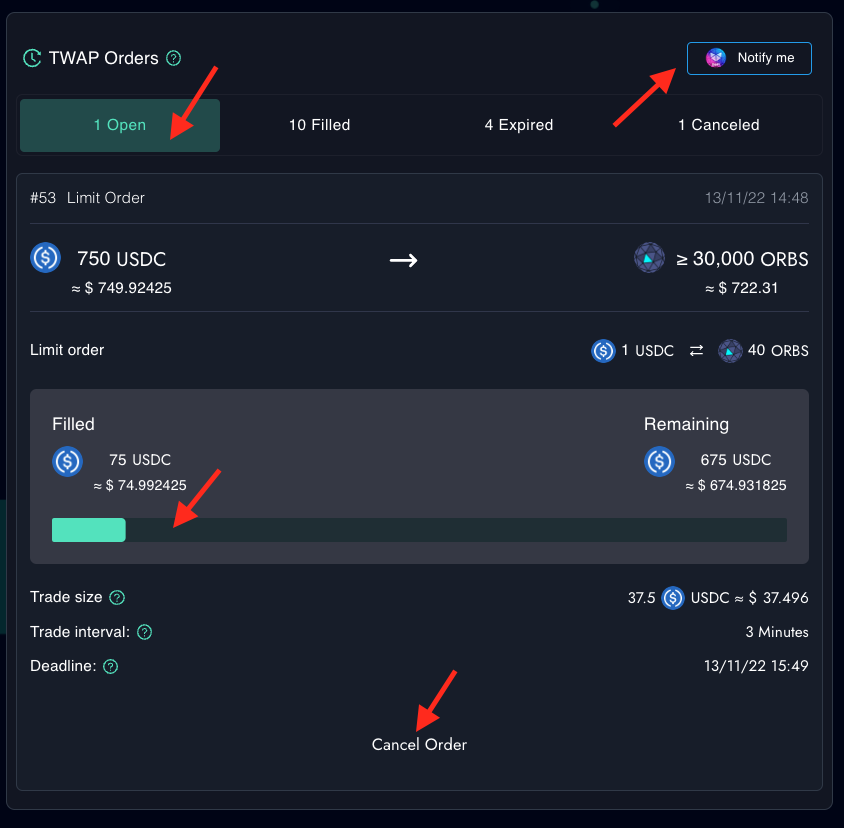 TWAP Orders
Notify me
1 Open 10 Filled 4 Expired 1 Canceled
#53 Limit Order 13/11/22 14:48
750 USDC → ≥ 30,000 ORBS
≈ $ 749.92425 ≈ $ 722.31
Limit order 1 USDC ⇄ 40 ORBS
Filled Remaining
75 USDC 675 USDC
≈ $ 74.992425 ≈ $ 674.931825
Trade size 37.5 USDC ≈ $ 37.496
Trade interval: 3 Minutes
Deadline: 13/11/22 15:49
Cancel Order